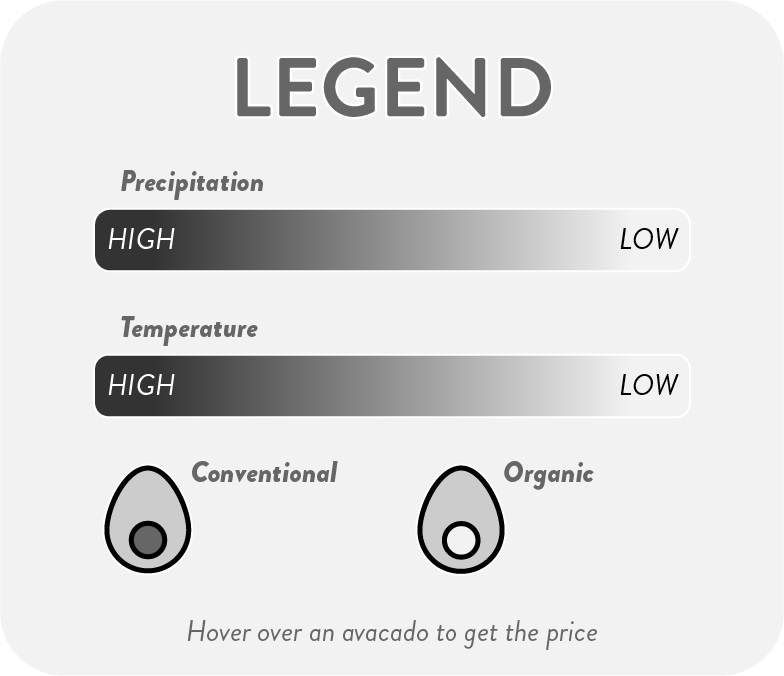 LEGEND
Precipitation
HIGH LOW
Temperature
HIGH LOW
Conventional Organic
Hover over an avacado to get the price